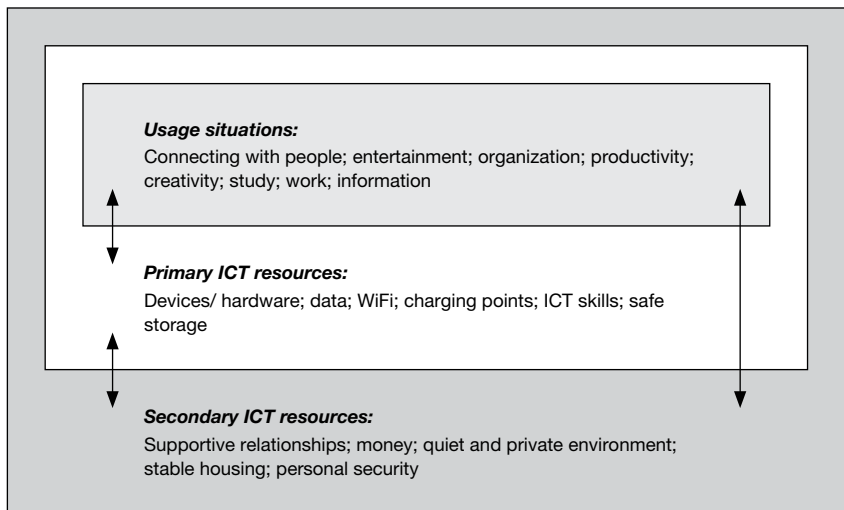 Usage situations:
Connecting with people; entertainment; organization; productivity;
creativity; study; work; information
Primary ICT resources:
Devices/ hardware; data; WiFi; charging points; ICT skills; safe
storage
Secondary ICT resources:
Supportive relationships; money; quiet and private environment;
stable housing; personal security